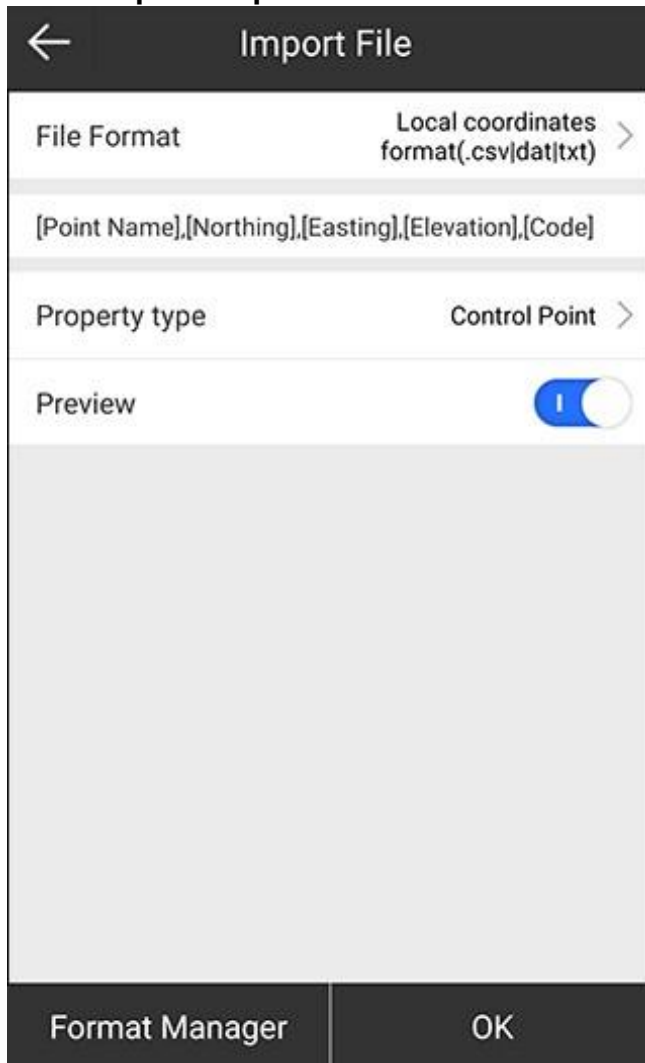 Import File
File Format
Local coordinates
format(.csv|dat|txt)
[Point Name],[Northing],[Easting],[Elevation],[Code]
Property type
Control Point
Preview
Format Manager
OK